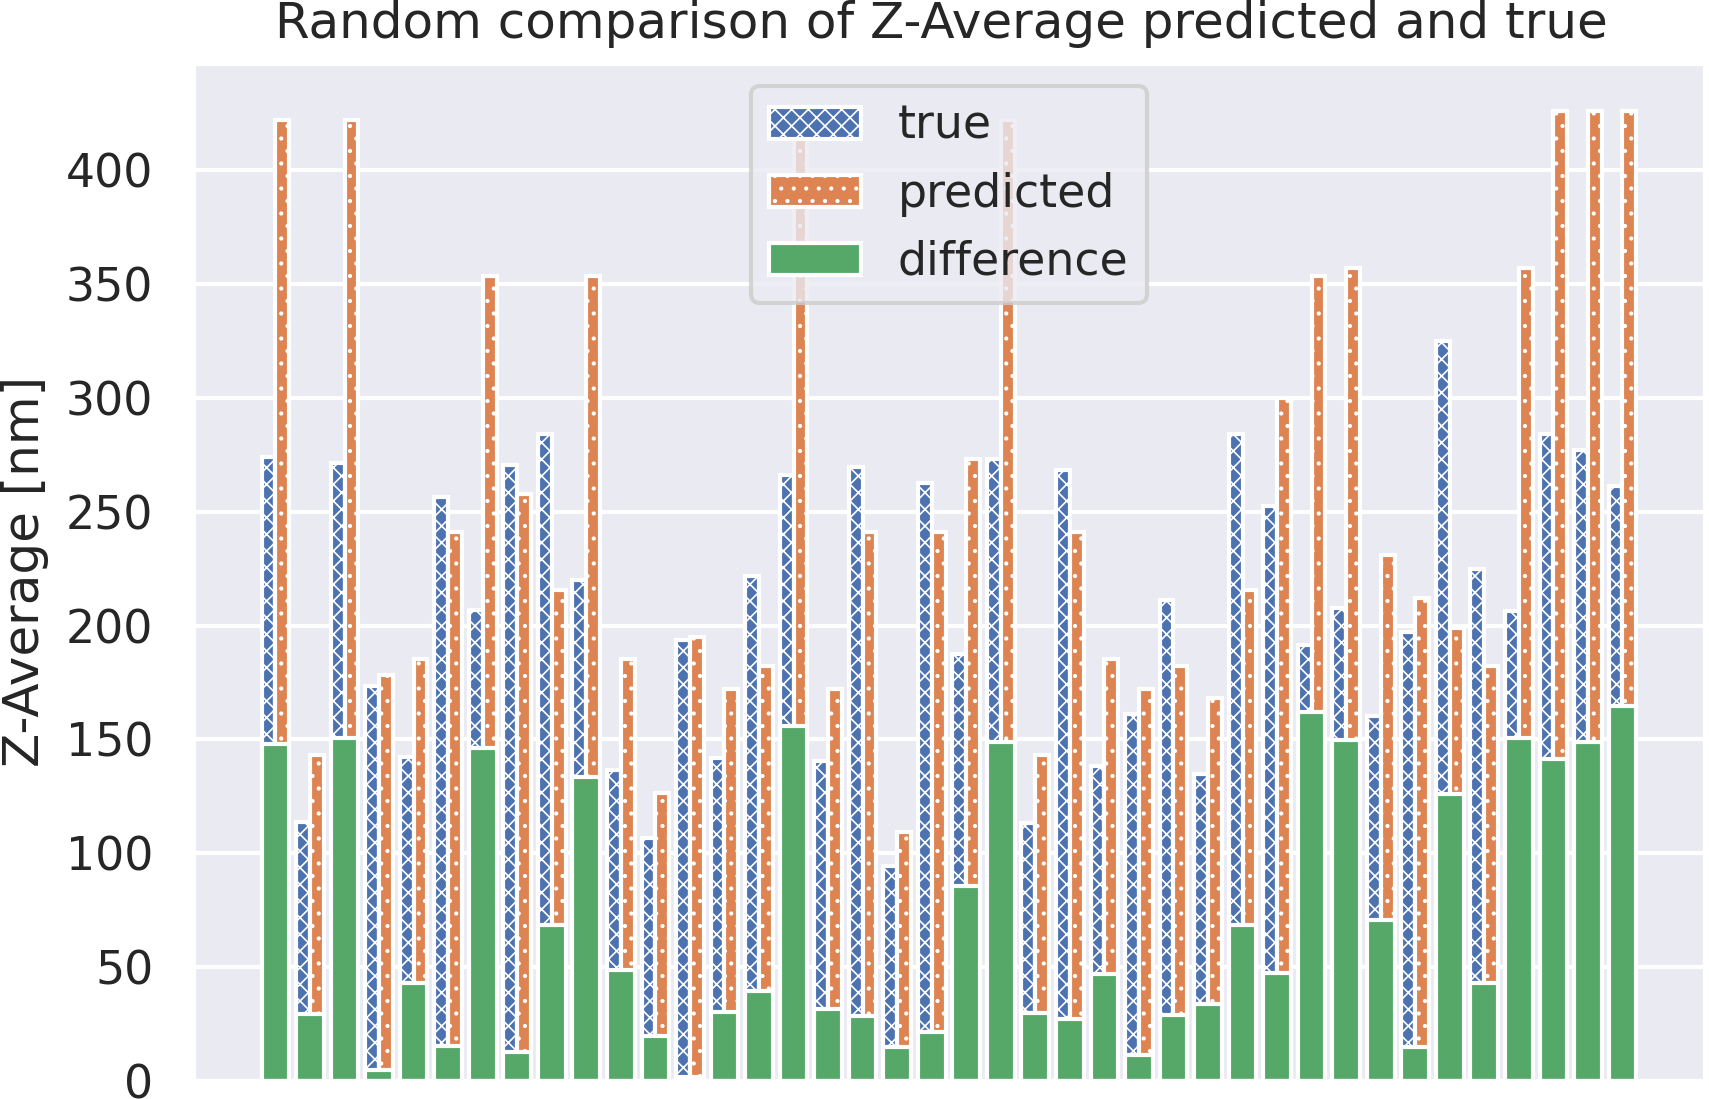 Random comparison of Z-Average predicted and true
Z-Average [nm]
400
350
300
250
200
150
100
50
0
true
predicted
difference